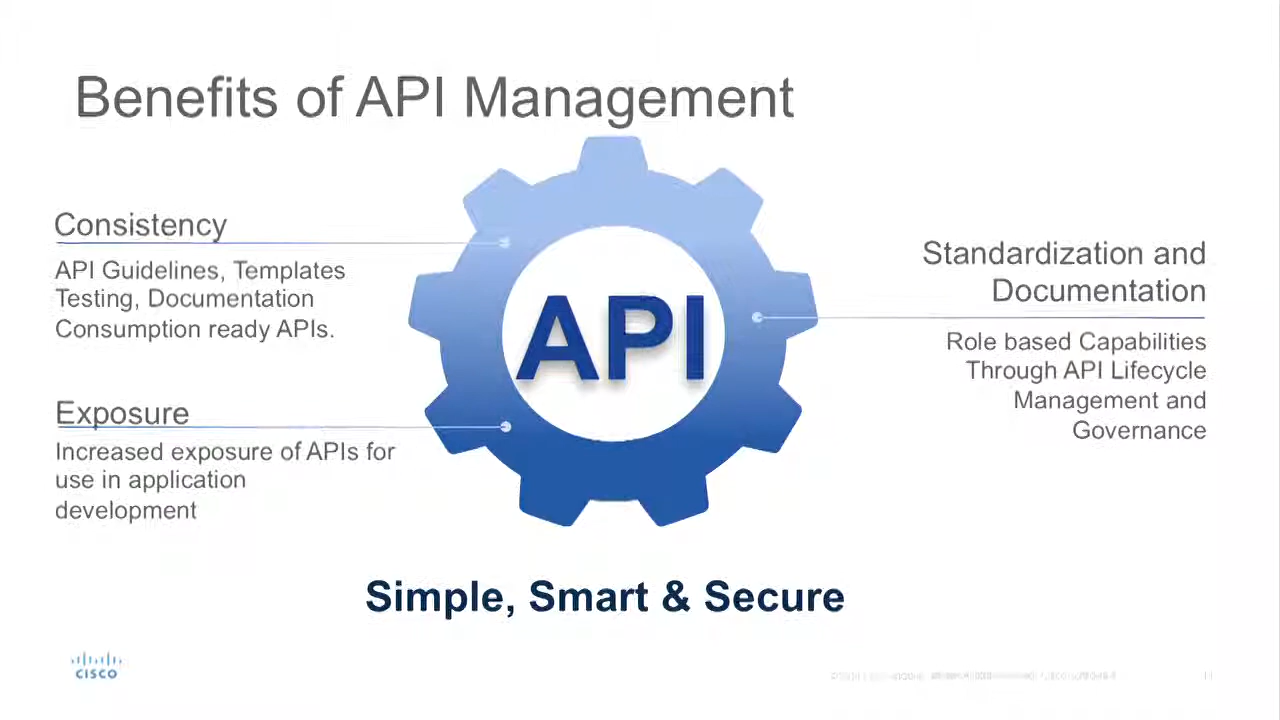 Benefits of API Management
Consistency
API Guidelines, Templates
Testing, Documentation
Consumption ready APIs.
Exposure
Increased exposure of APIs for
use in application
development
API
Standardization and
Documentation
Role based Capabilities
Through API Lifecycle
Management and
Governance
Simple, Smart & Secure
CISCO